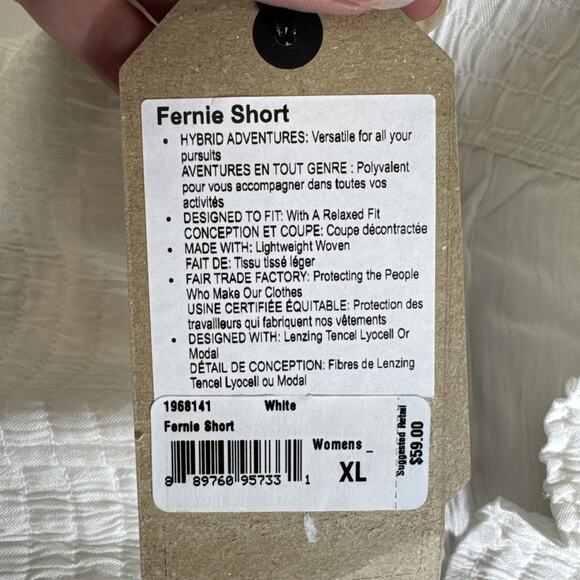 Fernie Short
• HYBRID ADVENTURES: Versatile for all your
pursuits
AVENTURES EN TOUT GENRE : Polyvalent
pour vous accompagner dans toutes vos
activités
• DESIGNED TO FIT: With A Relaxed Fit
CONCEPTION ET COUPE: Coupe décontractée
• MADE WITH: Lightweight Woven
FAIT DE: Tissu tissé léger
• FAIR TRADE FACTORY: Protecting the People
Who Make Our Clothes
USINE CERTIFIÉE ÉQUITABLE: Protection des
travailleurs qui fabriquent nos vêtements
• DESIGNED WITH: Lenzing Tencel Lyocell Or
Modal
DÉTAIL DE CONCEPTION: Fibres de Lenzing
Tencel Lyocell ou Modal
1968141 White
Fernie Short
Womens _
XL
8 89760 95733 1
Suggested Retail
$59.00